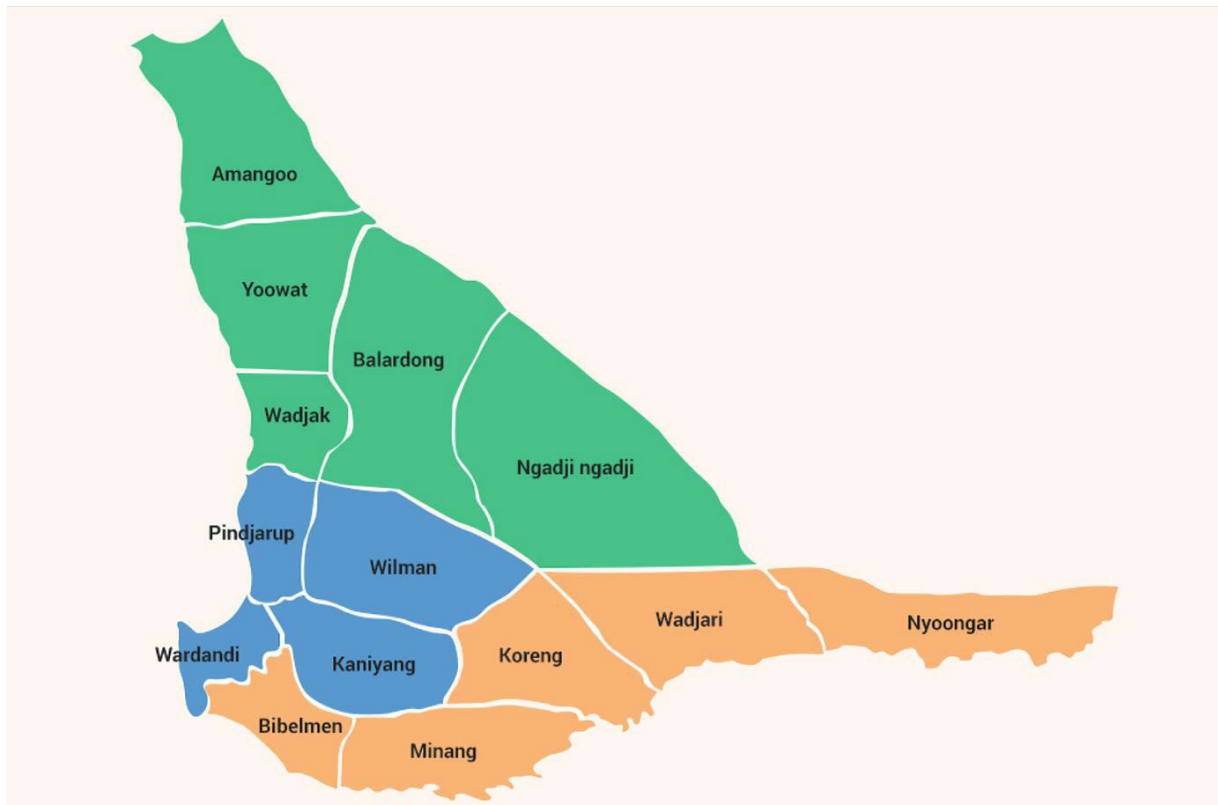 Amangoo
Yoowat
Balardong
Wadjak
Ngadji ngadji
Pindjarup
Wilman
Wadjari
Nyoongar
Wardandi
Kaniyang
Koreng
Bibelmen
Minang